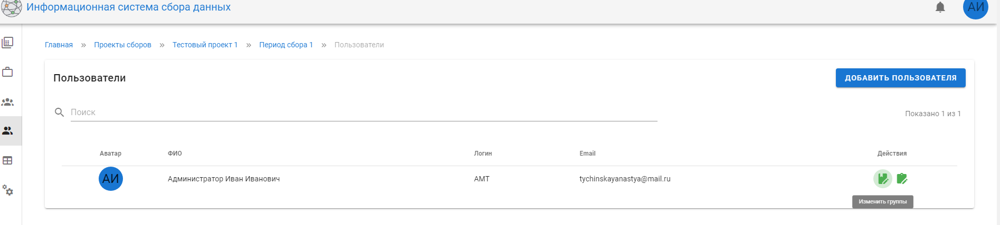 Информационная система сбора данных
АИ
Главная » Проекты сборов » Тестовый проект 1 » Период сбора 1 » Пользователи
Пользователи
ДОБАВИТЬ ПОЛЬЗОВАТЕЛЯ
Поиск
Показано 1 из 1
Аватар ФИО Логин Email Действия
АИ Администратор Иван Иванович АМТ tychinskayanastya@mail.ru
Изменить группы